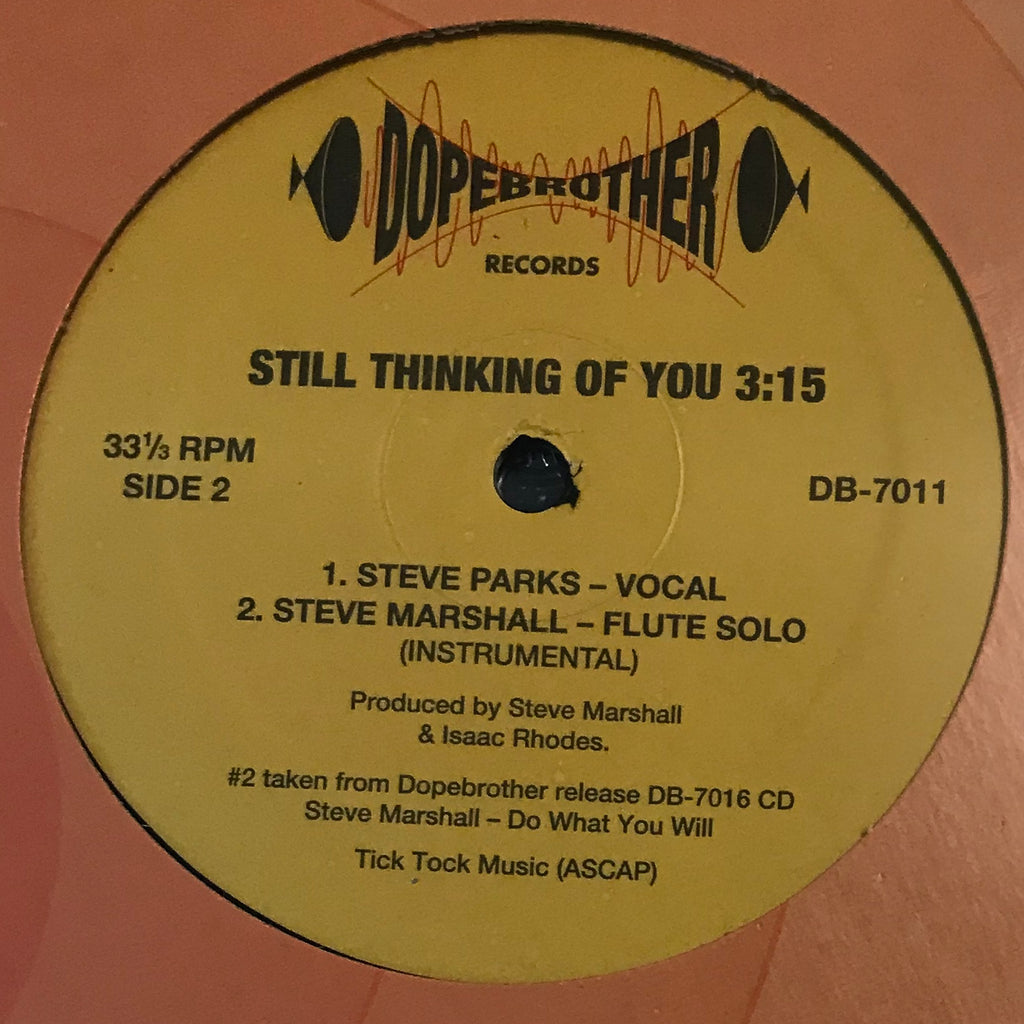 DOPEBROTHER
RECORDS
STILL THINKING OF YOU 3:15
33⅓ RPM
SIDE 2
DB-7011
1. STEVE PARKS – VOCAL
2. STEVE MARSHALL – FLUTE SOLO
(INSTRUMENTAL)
Produced by Steve Marshall
& Isaac Rhodes.
#2 taken from Dopebrother release DB-7016 CD
Steve Marshall – Do What You Will
Tick Tock Music (ASCAP)